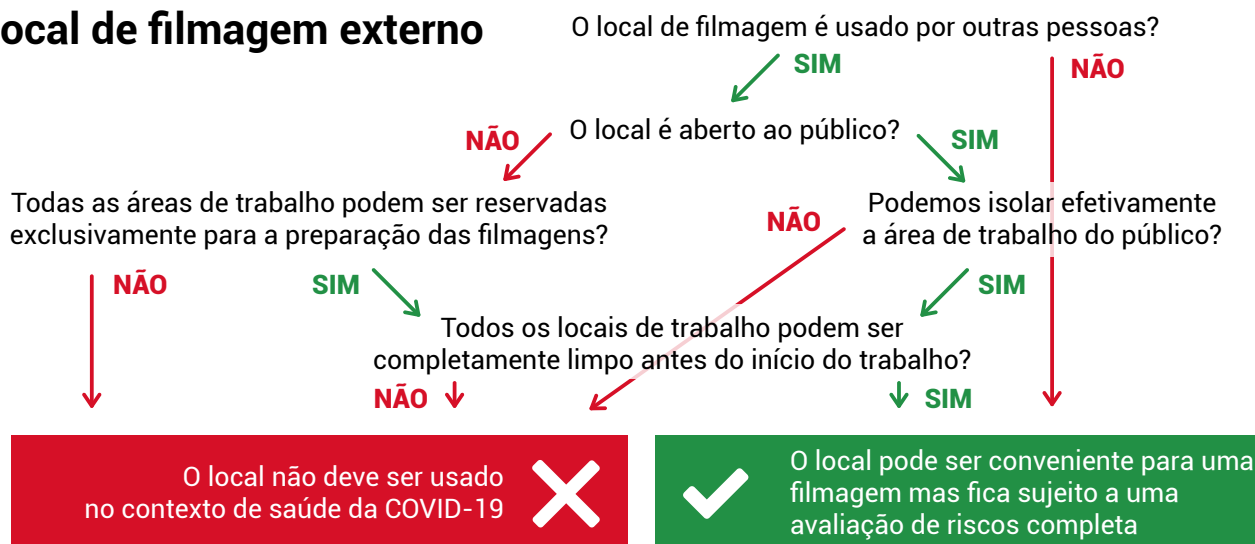 ocal de filmagem externo
O local de filmagem é usado por outras pessoas?
SIM
NÃO
O local é aberto ao público?
NÃO
SIM
Todas as áreas de trabalho podem ser reservadas
exclusivamente para a preparação das filmagens?
Podemos isolar efetivamente
a área de trabalho do público?
NÃO
NÃO
SIM
SIM
Todos os locais de trabalho podem ser
completamente limpo antes do início do trabalho?
NÃO
SIM
O local não deve ser usado
no contexto de saúde da COVID-19
O local pode ser conveniente para uma
filmagem mas fica sujeito a uma
avaliação de riscos completa